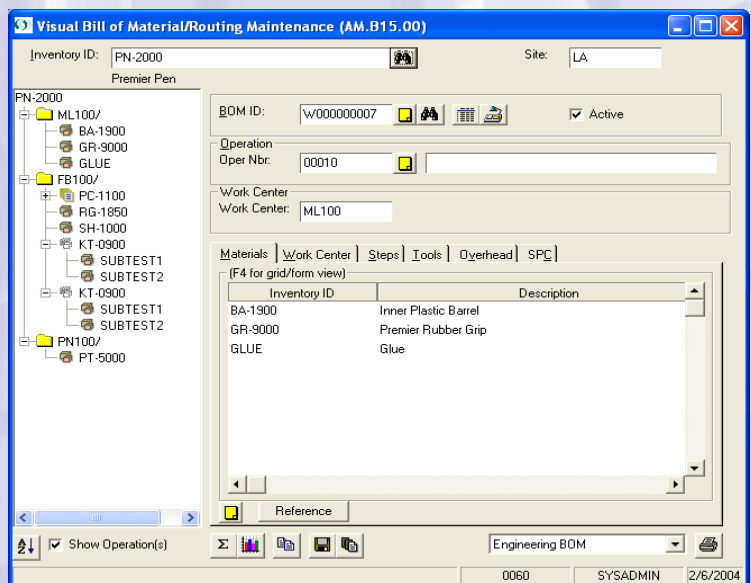 Visual Bill of Material/Routing Maintenance (AM.B15.00)
Inventory ID: PN-2000 Site: LA
Premier Pen
PN-2000
ML100/
BA-1900
GR-9000
GLUE
FB100/
PC-1100
RG-1850
SH-1000
KT-0900
SUBTEST1
SUBTEST2
KT-0900
SUBTEST1
SUBTEST2
PN100/
PT-5000
BOM ID: W000000007 Active
Operation
Oper Nbr: 00010
Work Center
Work Center: ML100
Materials Work Center Steps Tools Overhead SPC
(F4 for grid/form view)
Inventory ID Description
BA-1900 Inner Plastic Barrel
GR-9000 Premier Rubber Grip
GLUE Glue
Reference
A Z Show Operation(s) Σ Engineering BOM
0060 SYSADMIN 2/6/2004